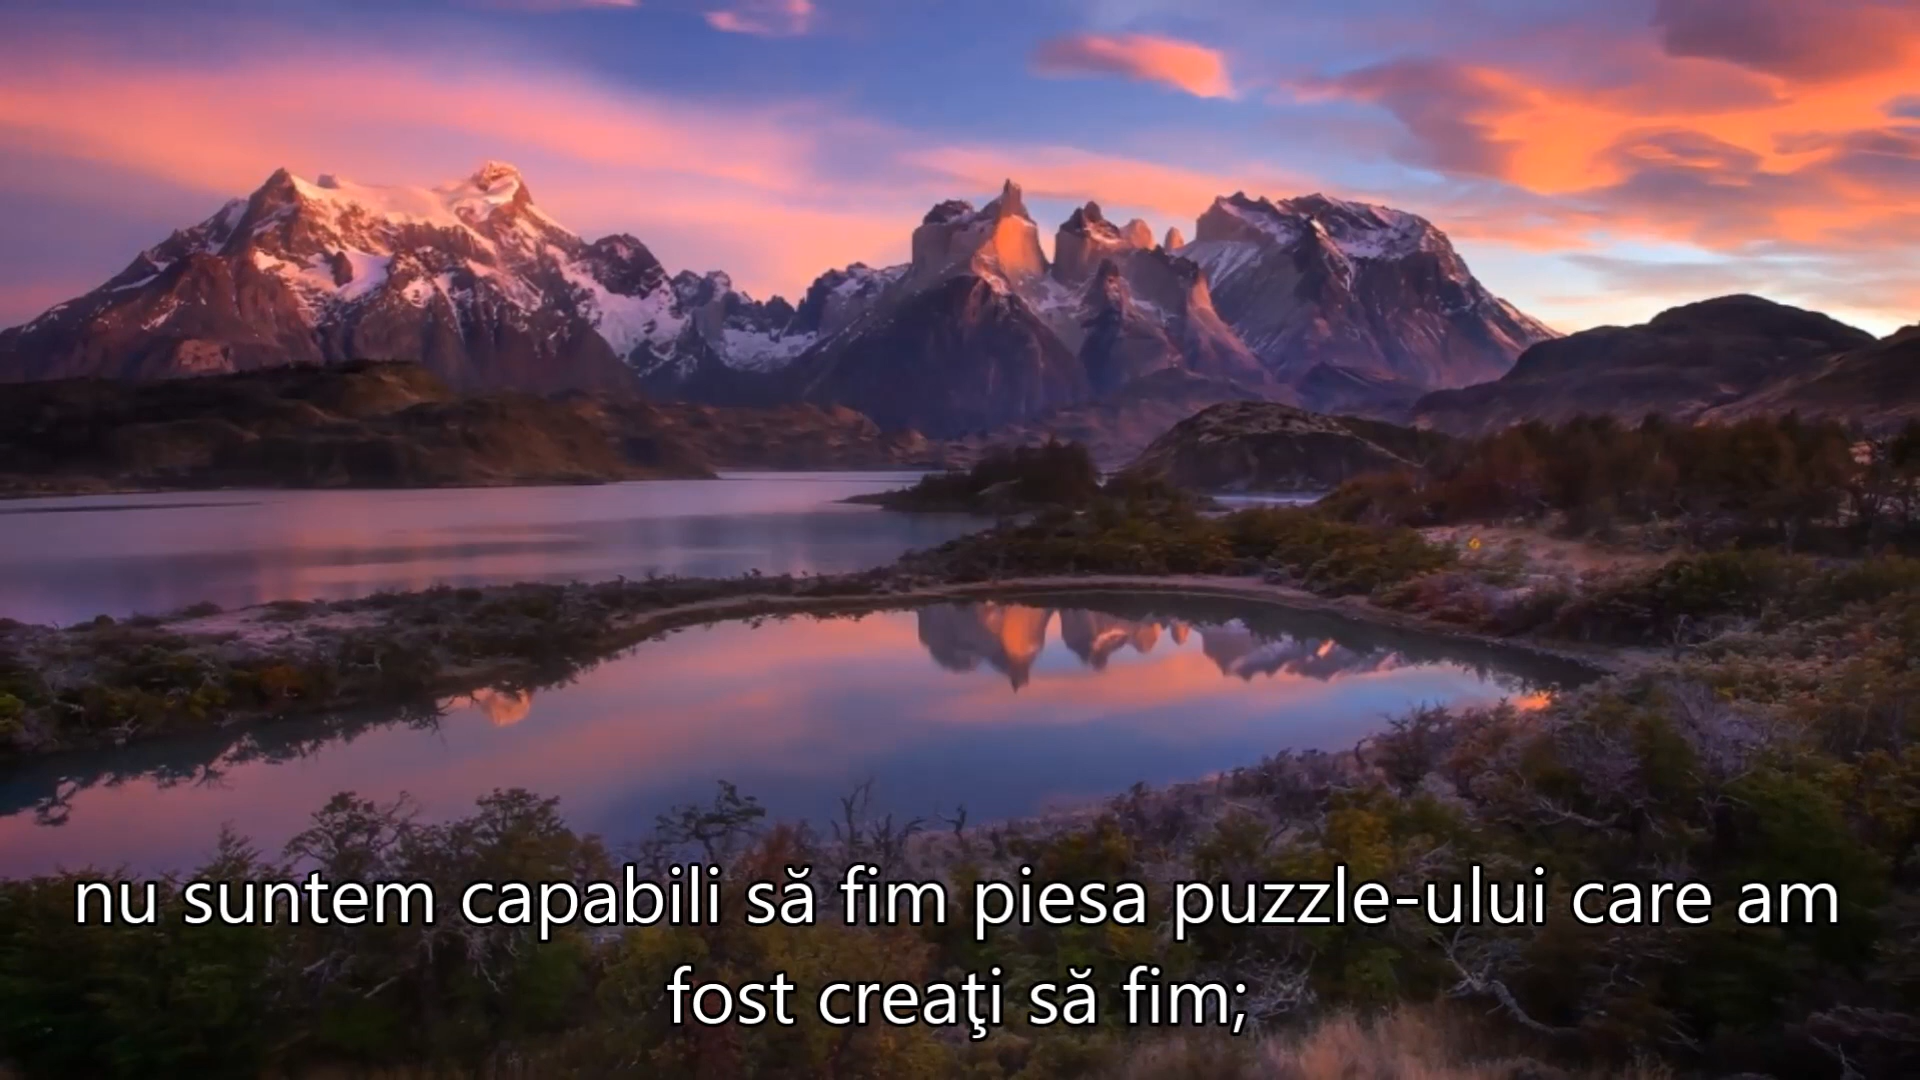 nu suntem capabili să fim piesa puzzle-ului care am
fost creaţi să fim;